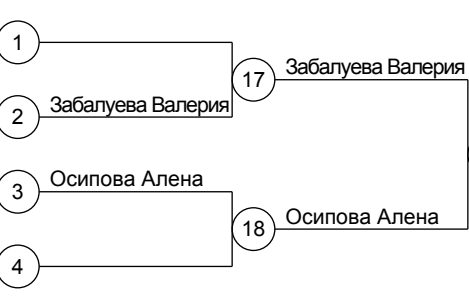 1
17 Забалуева Валерия
2 Забалуева Валерия
3 Осипова Алена
18 Осипова Алена
4